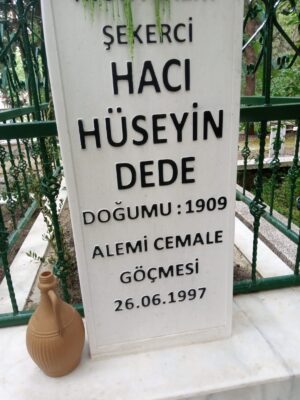 ŞEKERCİ
HACI
HÜSEYİN
DEDE
DOĞUMU : 1909
ALEMİ CEMALE
GÖÇMESİ
26.06.1997